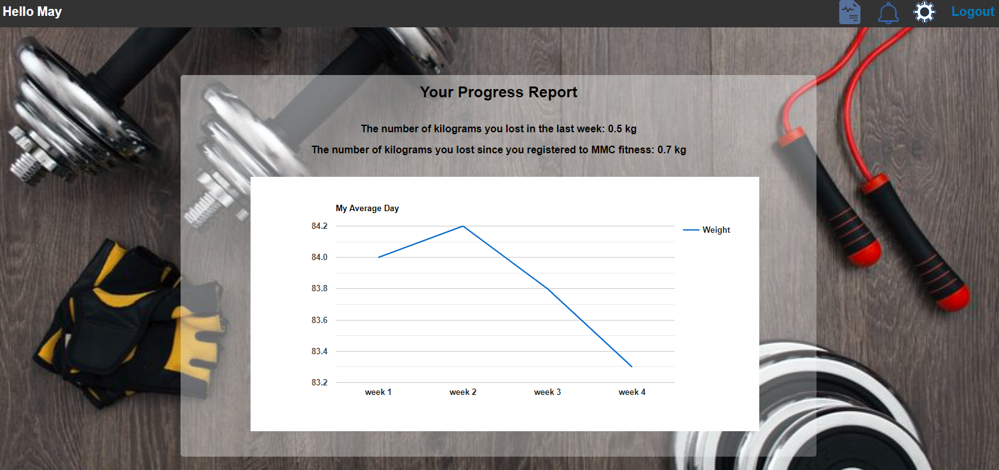 Hello May
Logout
Your Progress Report
The number of kilograms you lost in the last week: 0.5 kg
The number of kilograms you lost since you registered to MMC fitness: 0.7 kg
My Average Day
84.2
Weight
84.0
83.8
83.6
83.4
83.2
week 1
week 2
week 3
week 4